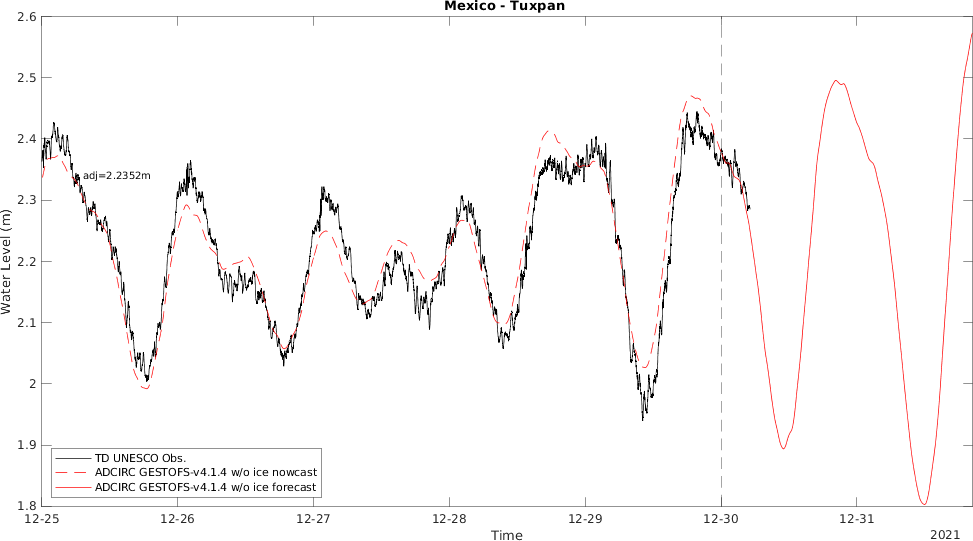 Mexico - Tuxpan
2.6
2.5
2.4
2.3
2.2
2.1
2
1.9
1.8
Water Level (m)
adj=2.2352m
TD UNESCO Obs.
ADCIRC GESTOFS-v4.1.4 w/o ice nowcast
ADCIRC GESTOFS-v4.1.4 w/o ice forecast
12-25 12-26 12-27 12-28 12-29 12-30 12-31
Time
2021